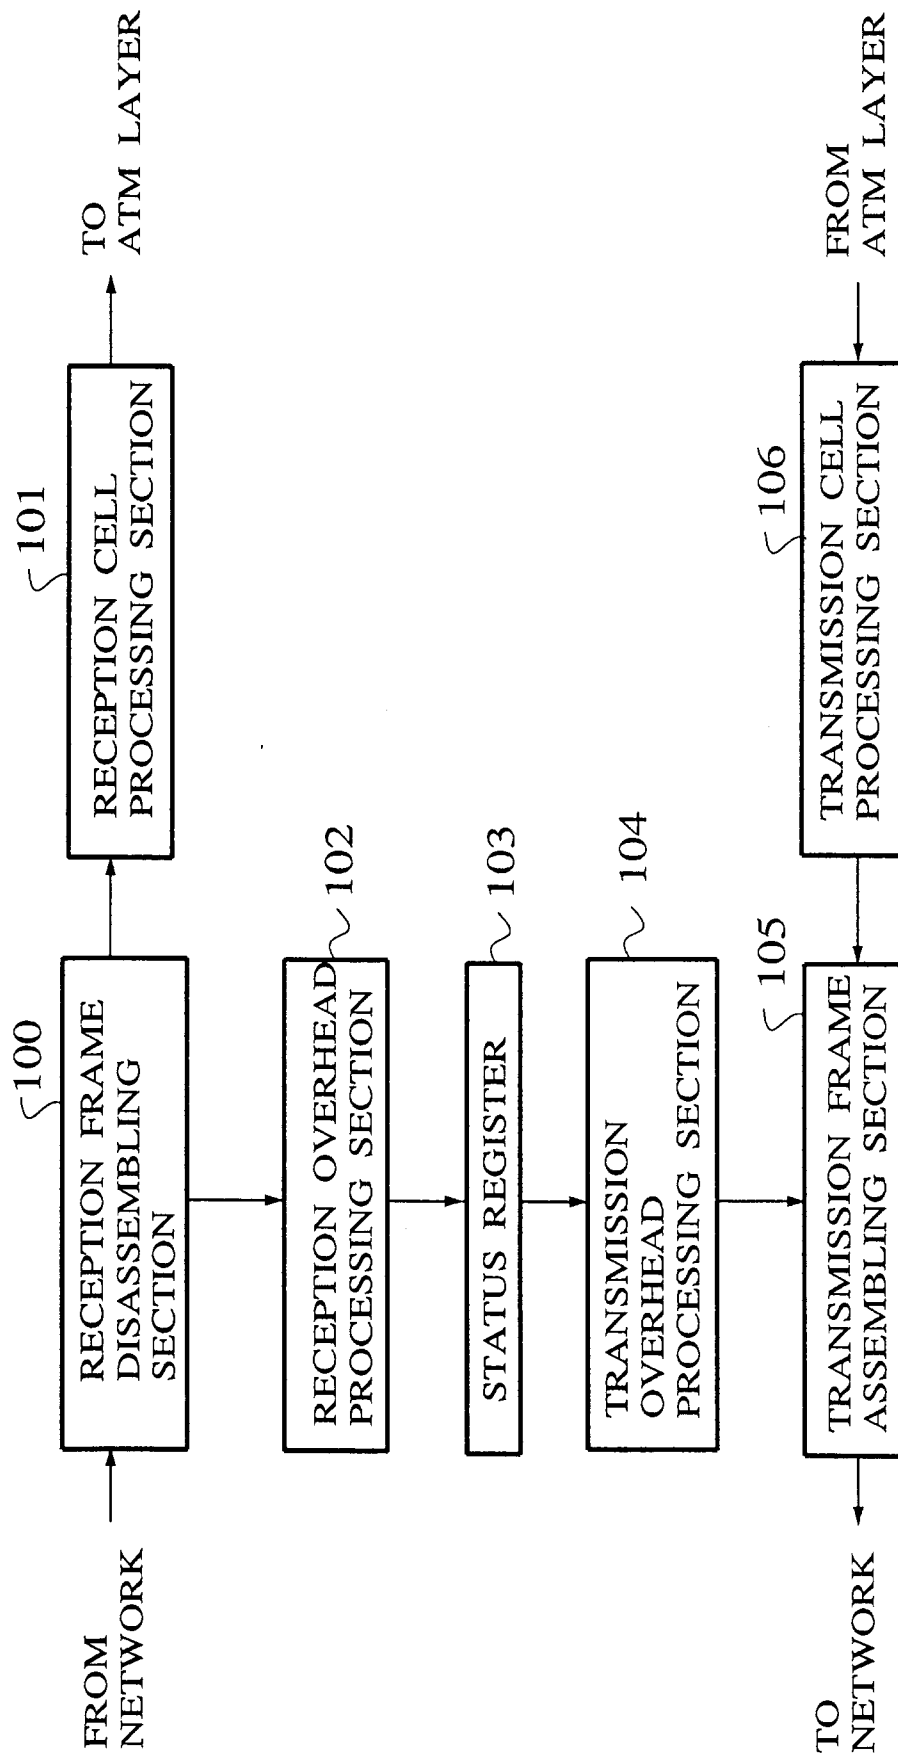 FROM
NETWORK
100
RECEPTION FRAME
DISASSEMBLING
SECTION
101
RECEPTION CELL
PROCESSING SECTION
TO
ATM LAYER
RECEPTION OVERHEAD
PROCESSING SECTION
102
STATUS REGISTER
103
TRANSMISSION
OVERHEAD
PROCESSING SECTION
104
TO
NETWORK
105
TRANSMISSION FRAME
ASSEMBLING SECTION
106
TRANSMISSION CELL
PROCESSING SECTION
FROM
ATM LAYER